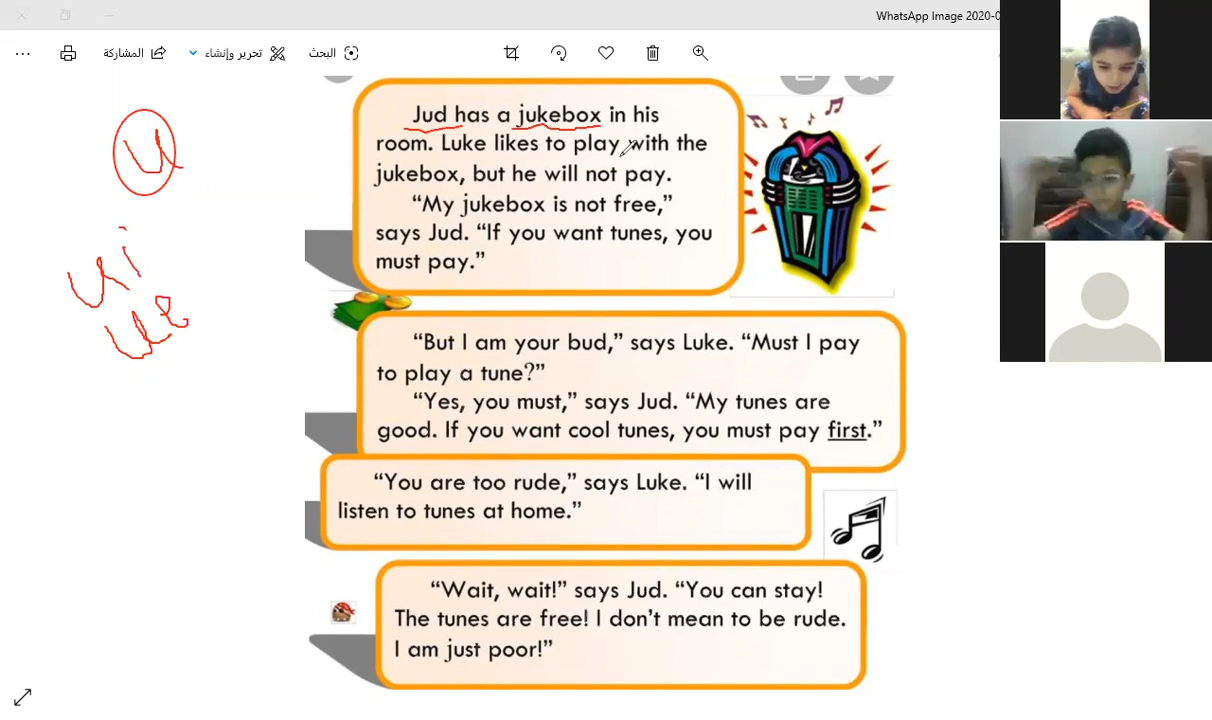 WhatsApp Image 2020-0
المشاركة
تحرير وإنشاء
البحث
u
ui
ue
Jud has a jukebox in his
room. Luke likes to play with the
jukebox, but he will not pay.
“My jukebox is not free,”
says Jud. “If you want tunes, you
must pay.”
“But I am your bud,” says Luke. “Must I pay
to play a tune?”
“Yes, you must,” says Jud. “My tunes are
good. If you want cool tunes, you must pay first.”
“You are too rude,” says Luke. “I will
listen to tunes at home.”
“Wait, wait!” says Jud. “You can stay!
The tunes are free! I don’t mean to be rude.
I am just poor!”